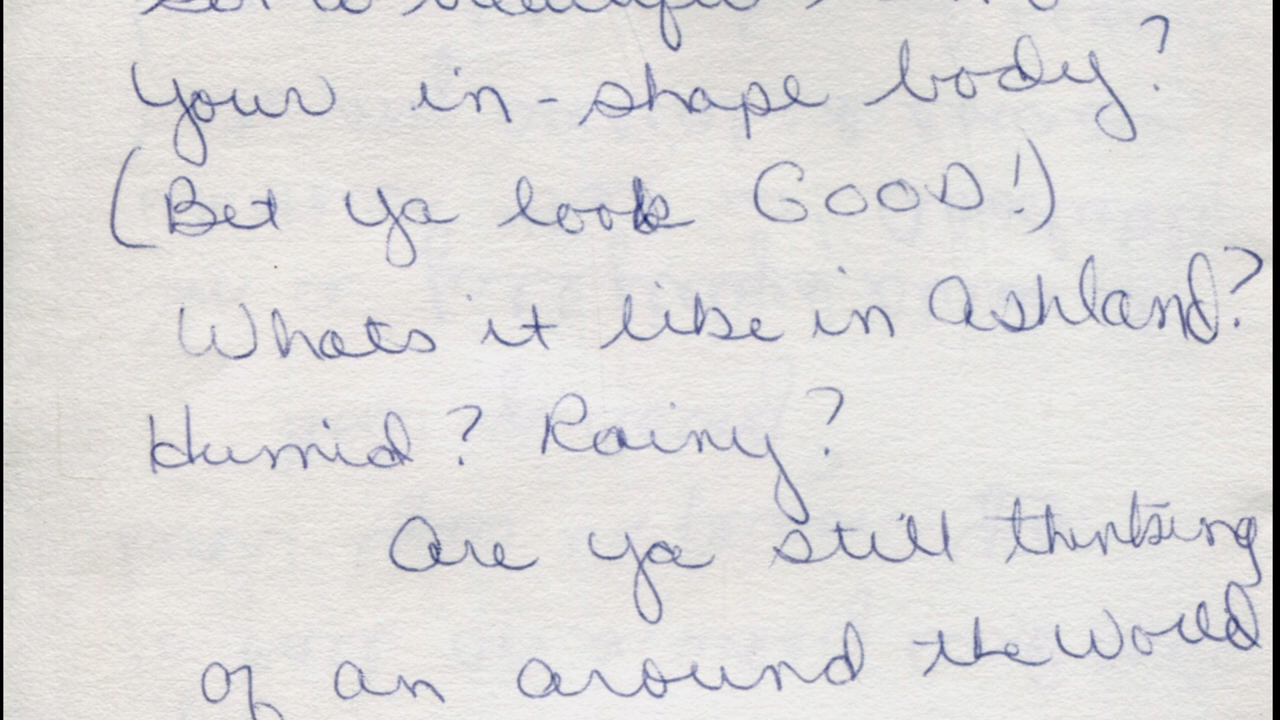 your in-shape body?
(Bet ya look GOOD!)
Whats it like in Ashland?
Humid? Rainy?
Are ya still thinking
of an around the World